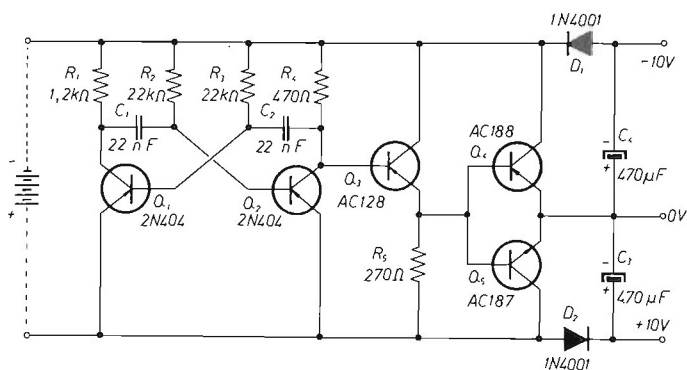 1N4001
D1
-10V
R1
1,2kΩ
R2
22kΩ
R3
22kΩ
R4
470Ω
C1
22 nF
C2
22 nF
Q1
2N404
Q2
2N404
Q3
AC128
AC188
Q4
C4
-
+
470µF
0V
-
+
R5
270Ω
Q5
AC187
-
C3
+
470µF
D2
+10V
1N4001